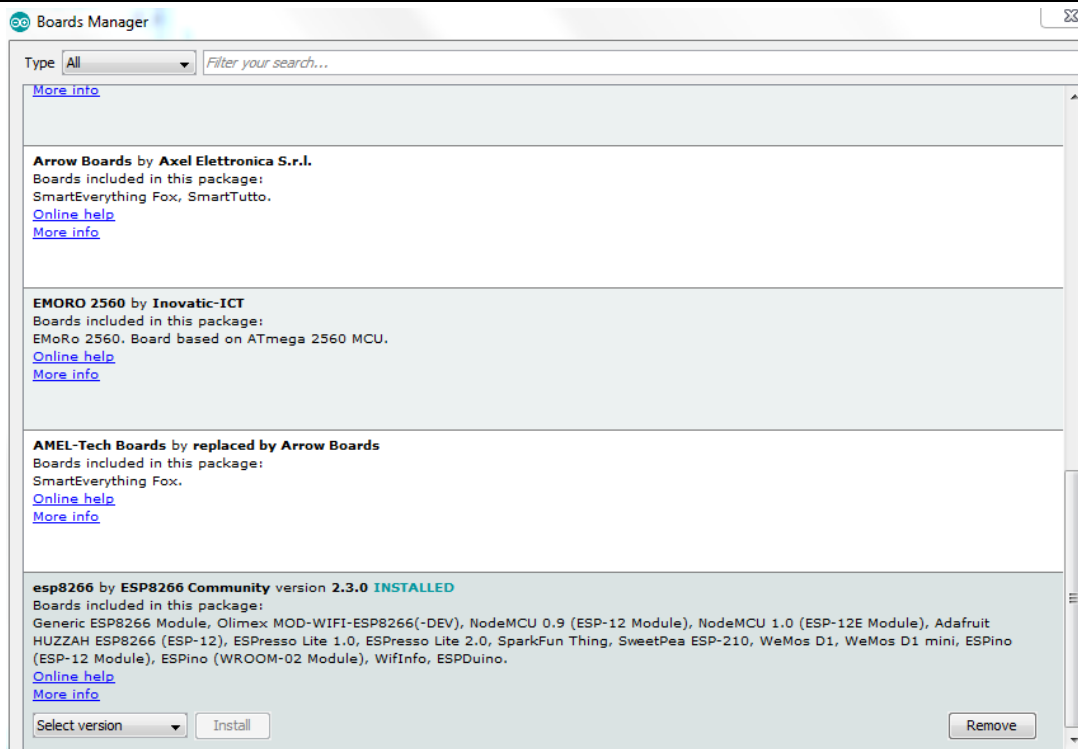 Boards Manager
Type All Filter your search...
More info
Arrow Boards by Axel Elettronica S.r.l.
Boards included in this package:
SmartEverything Fox, SmartTutto.
Online help
More info
EMORO 2560 by Inovatic-ICT
Boards included in this package:
EMoRo 2560. Board based on ATmega 2560 MCU.
Online help
More info
AMEL-Tech Boards by replaced by Arrow Boards
Boards included in this package:
SmartEverything Fox.
Online help
More info
esp8266 by ESP8266 Community version 2.3.0 INSTALLED
Boards included in this package:
Generic ESP8266 Module, Olimex MOD-WIFI-ESP8266(-DEV), NodeMCU 0.9 (ESP-12 Module), NodeMCU 1.0 (ESP-12E Module), Adafruit
HUZZAH ESP8266 (ESP-12), ESPresso Lite 1.0, ESPresso Lite 2.0, SparkFun Thing, SweetPea ESP-210, WeMos D1, WeMos D1 mini, ESPino
(ESP-12 Module), ESPino (WROOM-02 Module), WifInfo, ESPDuino.
Online help
More info
Select version Install Remove